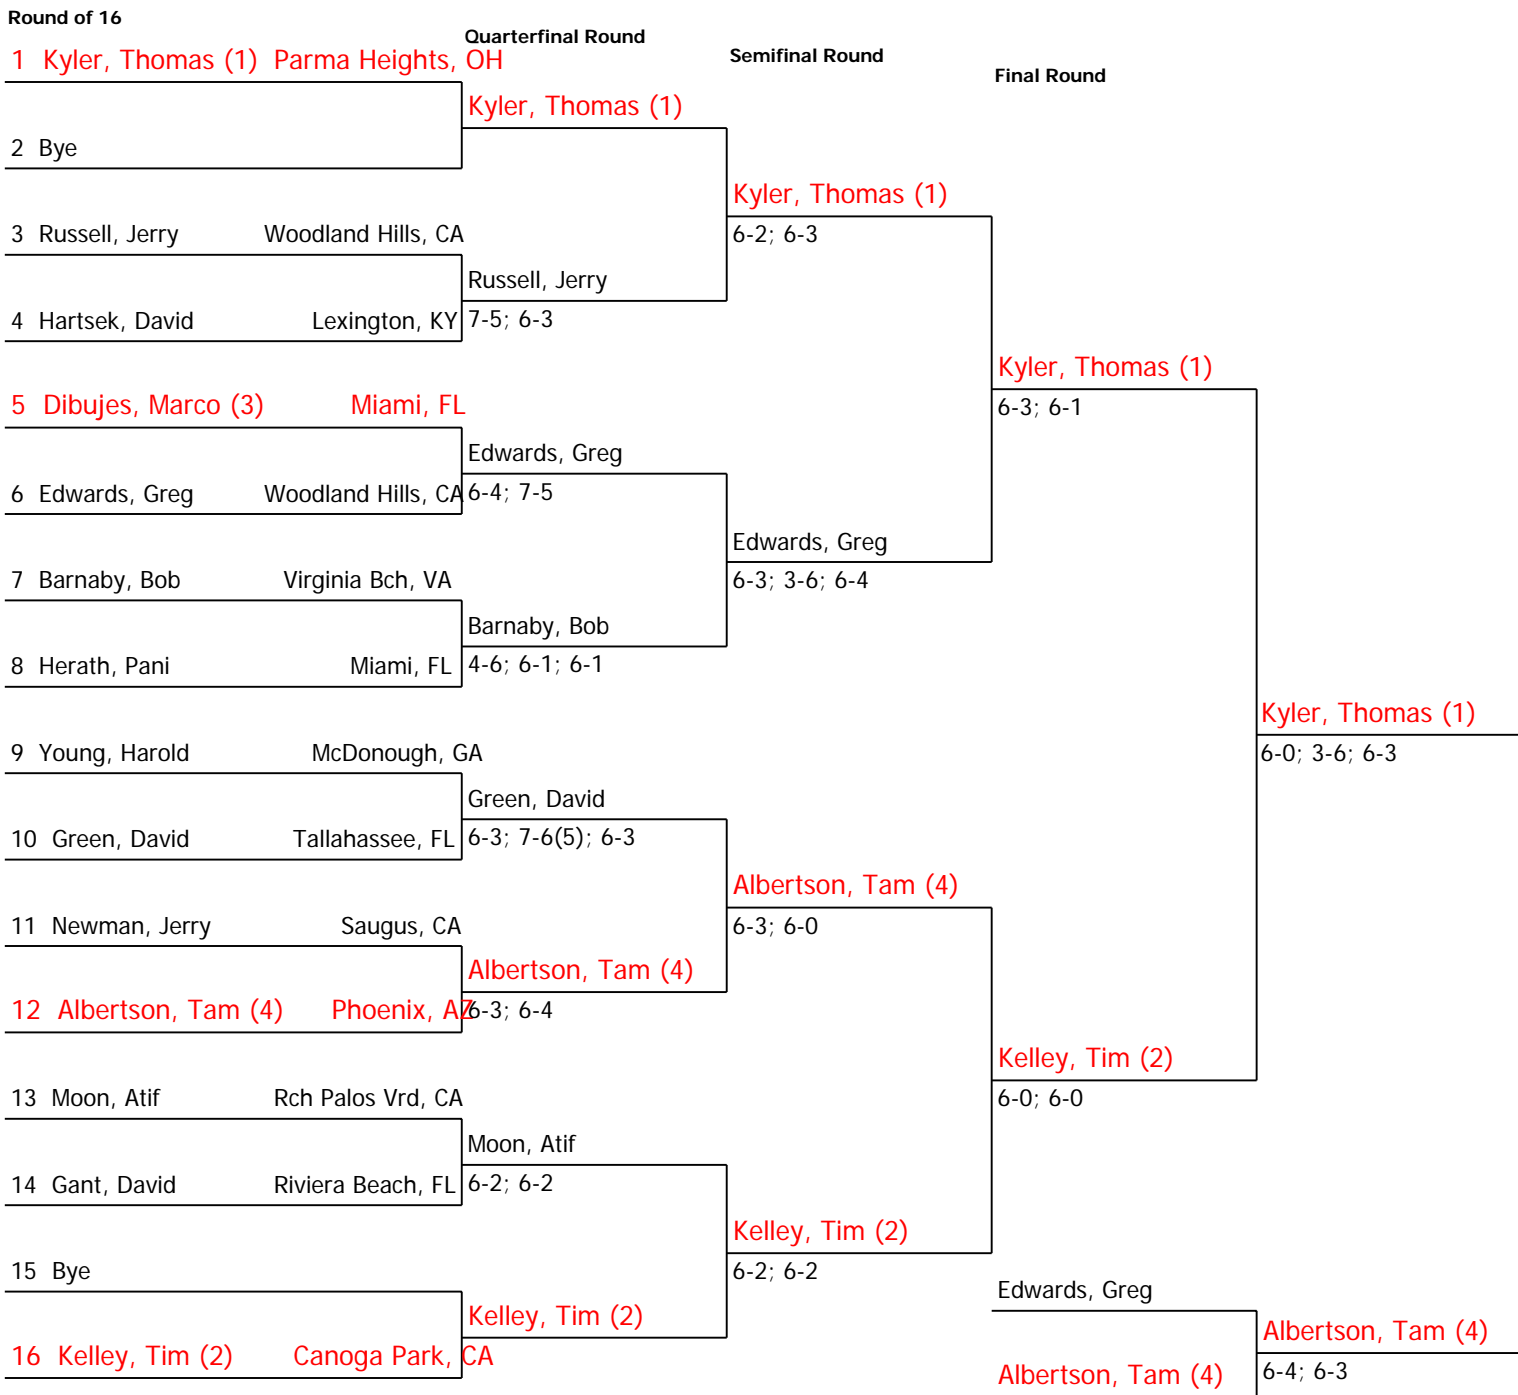 Round of 16
Quarterfinal Round
Semifinal Round
Final Round
1 Kyler, Thomas (1) Parma Heights, OH
Kyler, Thomas (1)
2 Bye
Kyler, Thomas (1)
3 Russell, Jerry Woodland Hills, CA
6-2; 6-3
Russell, Jerry
4 Hartsek, David Lexington, KY
7-5; 6-3
Kyler, Thomas (1)
5 Dibujes, Marco (3) Miami, FL
6-3; 6-1
Edwards, Greg
6 Edwards, Greg Woodland Hills, CA
6-4; 7-5
Edwards, Greg
7 Barnaby, Bob Virginia Bch, VA
6-3; 3-6; 6-4
Barnaby, Bob
8 Herath, Pani Miami, FL
4-6; 6-1; 6-1
Kyler, Thomas (1)
9 Young, Harold McDonough, GA
6-0; 3-6; 6-3
Green, David
10 Green, David Tallahassee, FL
6-3; 7-6(5); 6-3
Albertson, Tam (4)
11 Newman, Jerry Saugus, CA
6-3; 6-0
Albertson, Tam (4)
12 Albertson, Tam (4) Phoenix, AZ
6-3; 6-4
Kelley, Tim (2)
13 Moon, Atif Rch Palos Vrd, CA
6-0; 6-0
Moon, Atif
14 Gant, David Riviera Beach, FL
6-2; 6-2
Kelley, Tim (2)
15 Bye
6-2; 6-2
Edwards, Greg
Kelley, Tim (2)
Albertson, Tam (4)
16 Kelley, Tim (2) Canoga Park, CA
Albertson, Tam (4)
6-4; 6-3